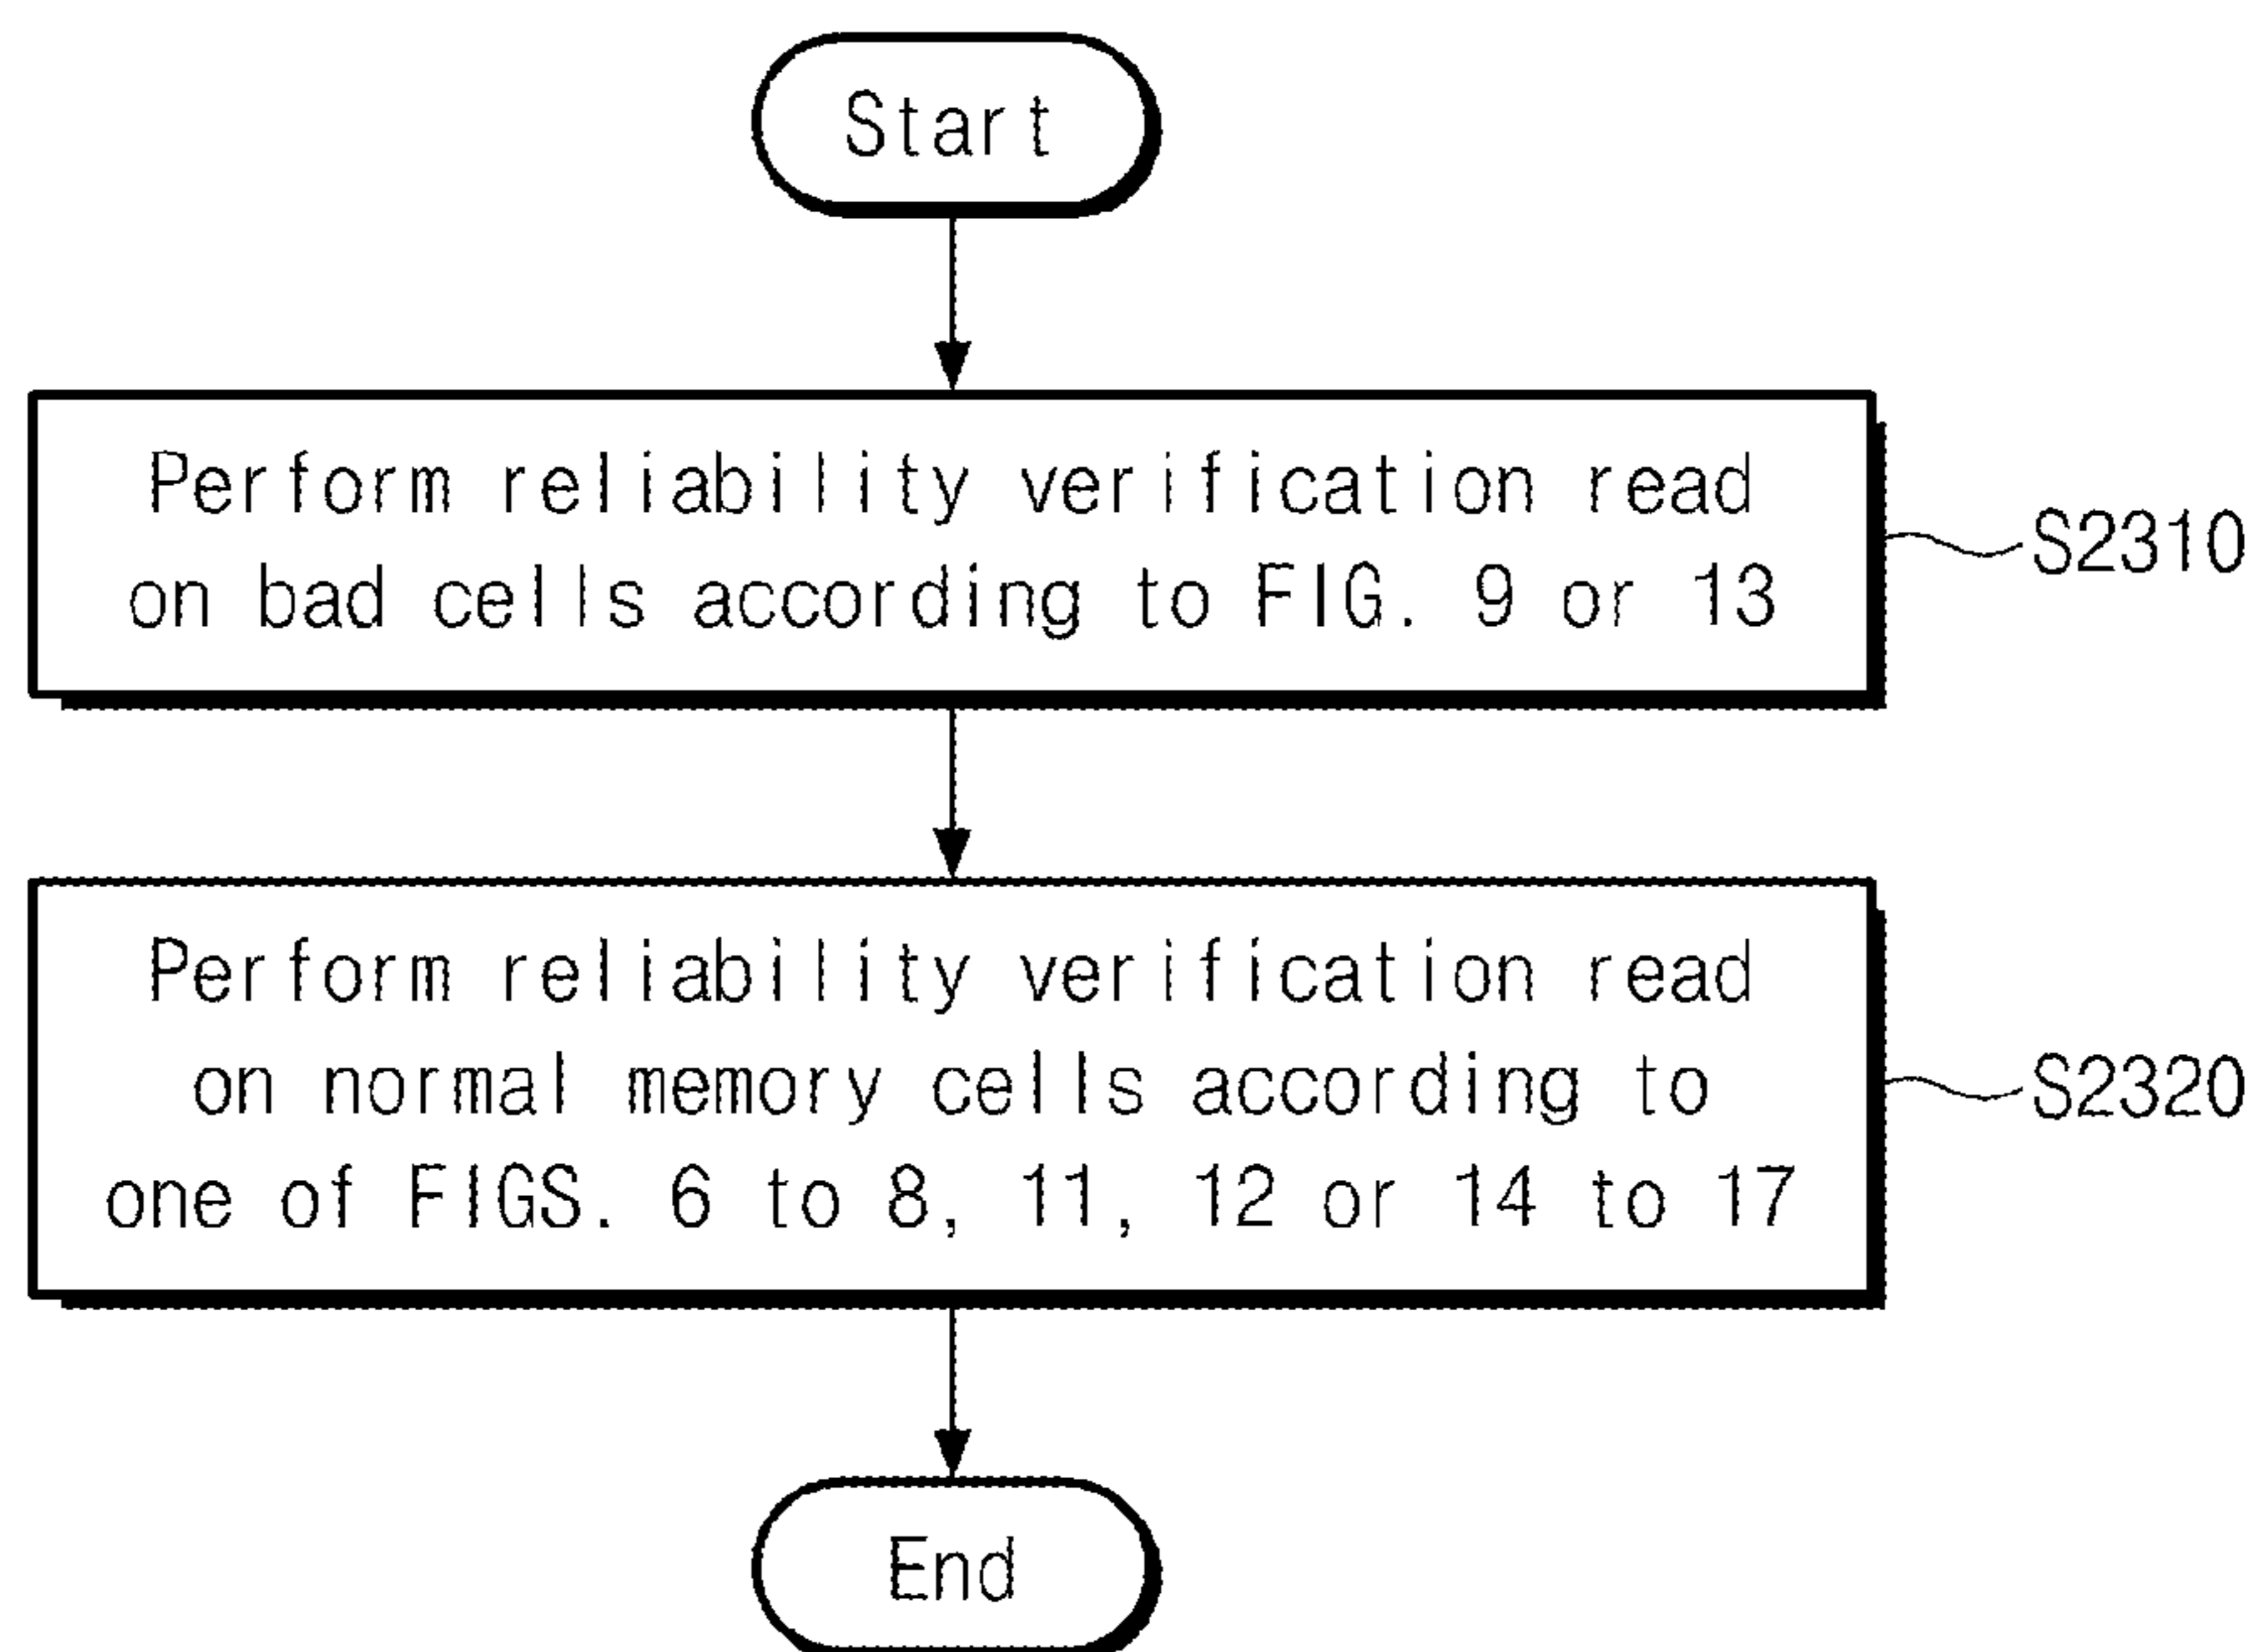 Start
Perform reliability verification read
on bad cells according to FIG. 9 or 13
S2310
Perform reliability verification read
on normal memory cells according to
one of FIGS. 6 to 8, 11, 12 or 14 to 17
S2320
End